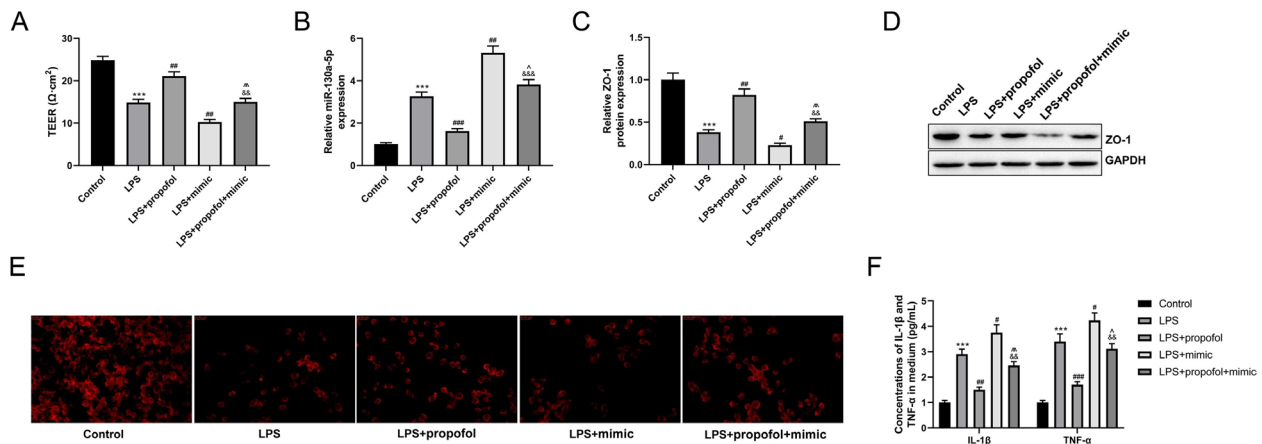 A
TEER (Ω·cm²)
30
20
10
0
***
##
##
^^
&&
Control
LPS
LPS+propofol
LPS+mimic
LPS+propofol+mimic
B
Relative miR-130a-5p
expression
6
4
2
0
***
###
##
^
&&&
Control
LPS
LPS+propofol
LPS+mimic
LPS+propofol+mimic
C
Relative ZO-1
protein expression
1.5
1.0
0.5
0.0
***
##
#
^^
&&
Control
LPS
LPS+propofol
LPS+mimic
LPS+propofol+mimic
D
Control
LPS
LPS+propofol
LPS+mimic
LPS+propofol+mimic
ZO-1
GAPDH
E
Control
LPS
LPS+propofol
LPS+mimic
LPS+propofol+mimic
F
Concentrations of IL-1β and
TNF-α in medium (pg/mL)
5
4
3
2
1
0
***
##
#
^^
&&
***
###
#
^
&&
IL-1β
TNF-α
Control
LPS
LPS+propofol
LPS+mimic
LPS+propofol+mimic